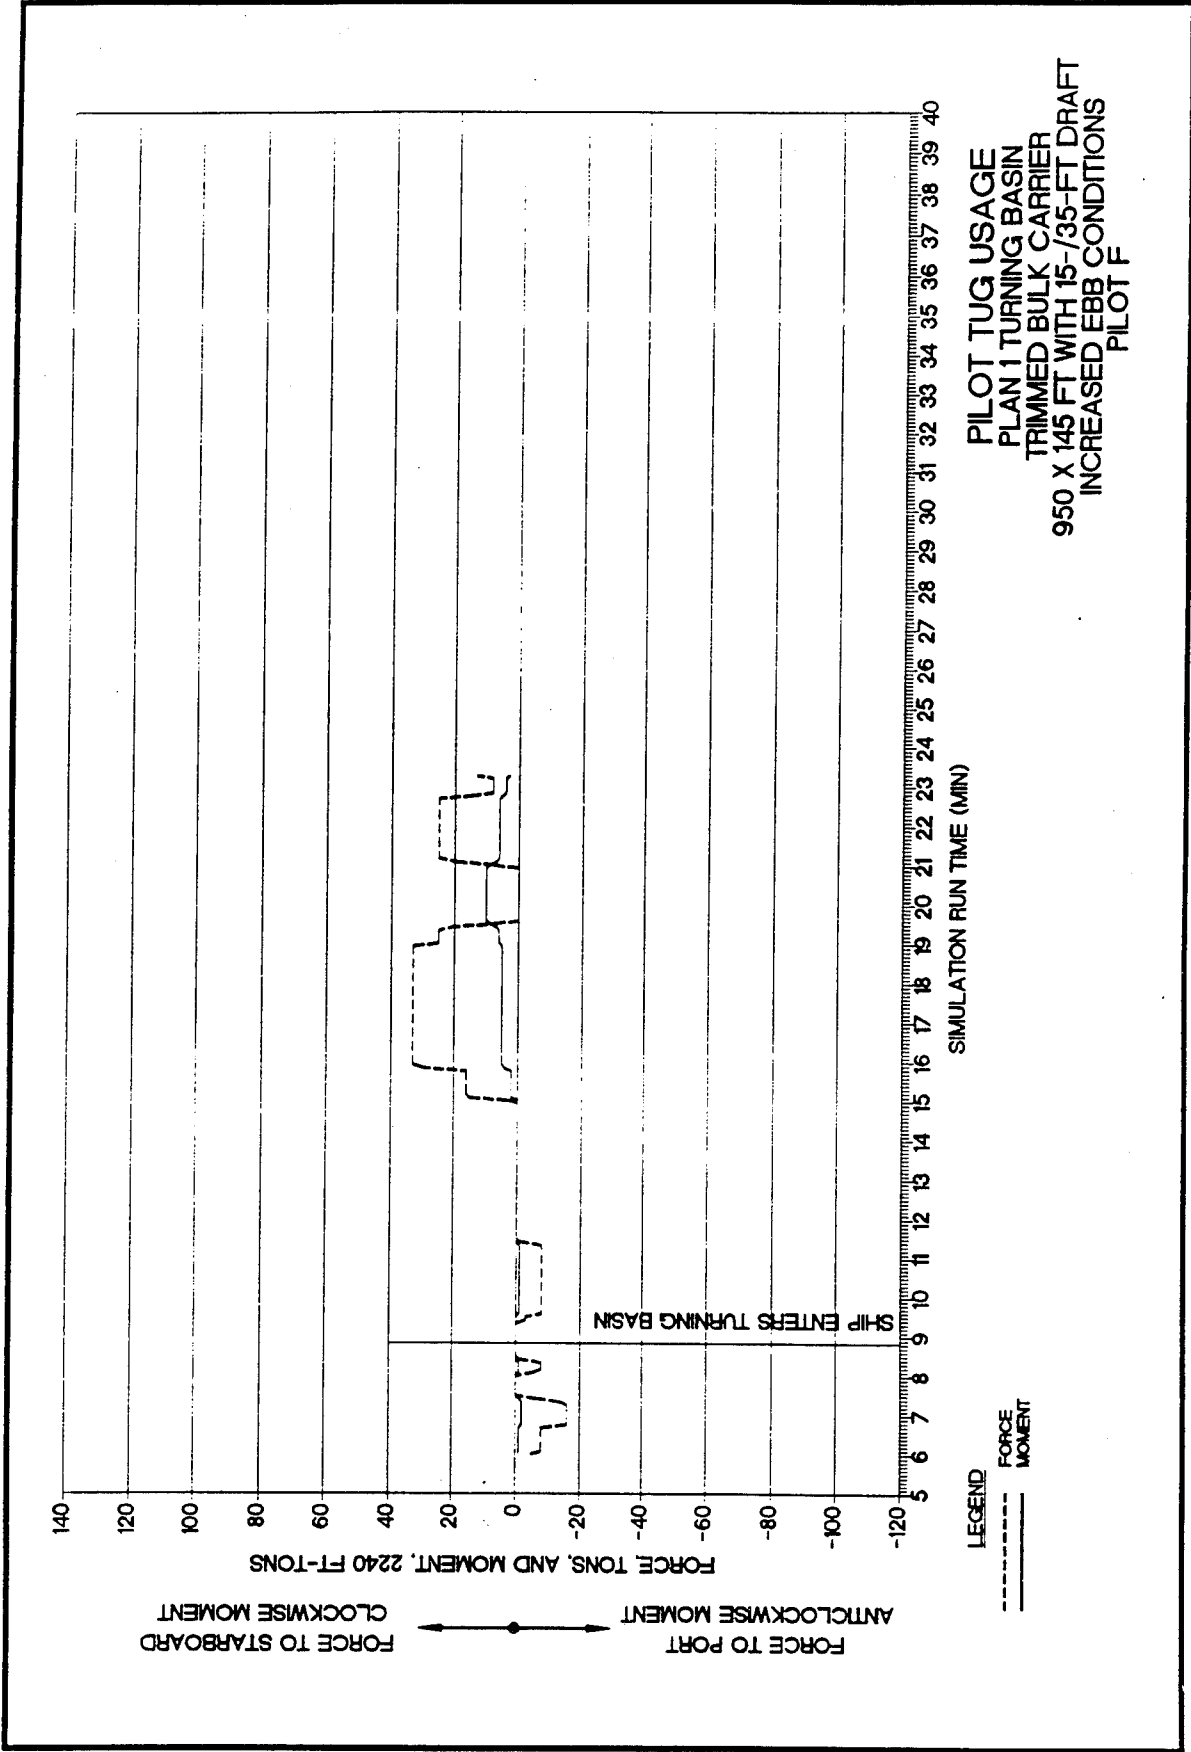 140
120
100
80
60
40
20
0
-20
-40
-60
-80
-100
-120
FORCE, TONS, AND MOMENT, 2240 FT-TONS
FORCE TO STARBOARD
CLOCKWISE MOMENT
FORCE TO PORT
ANTICLOCKWISE MOMENT
SHIP ENTERS TURNING BASIN
5 6 7 8 9 10 11 12 13 14 15 16 17 18 19 20 21 22 23 24 25 26 27 28 29 30 31 32 33 34 35 36 37 38 39 40
SIMULATION RUN TIME (MIN)
LEGEND
FORCE
MOMENT
PILOT TUG USAGE
PLAN 1 TURNING BASIN
TRIMMED BULK CARRIER
950 X 145 FT WITH 15-/35-FT DRAFT
INCREASED EBB CONDITIONS
PILOT F